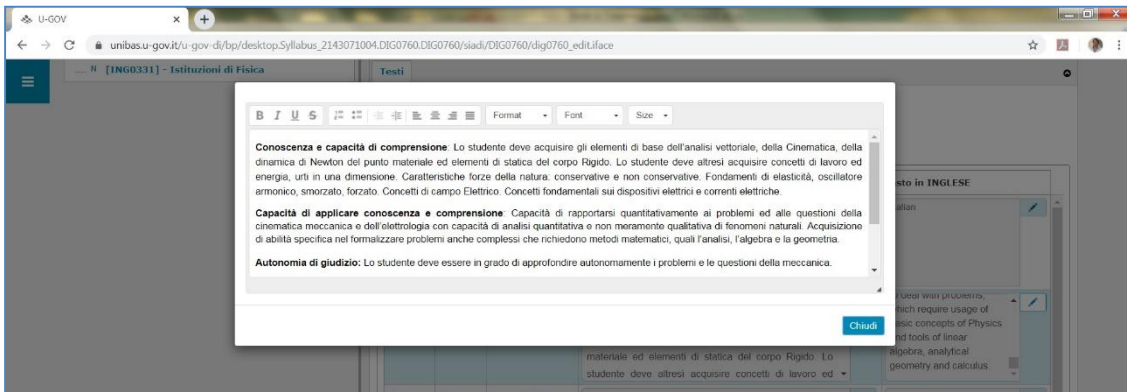 U-GOV
unibas.u-gov.it/u-gov-di/bp/desktop.Syllabus_2143071004.DIG0760.DIG0760/siadi/DIG0760/dig0760_edit.iface
N [ING0331] - Istituzioni di Fisica
Testi
B I U S Format Font Size
Conoscenza e capacità di comprensione: Lo studente deve acquisire gli elementi di base dell'analisi vettoriale, della Cinematica, della
dinamica di Newton del punto materiale ed elementi di statica del corpo Rigido. Lo studente deve altresì acquisire concetti di lavoro ed
energia, urti in una dimensione. Caratteristiche forze della natura: conservative e non conservative. Fondamenti di elasticità, oscillatore
armonico, smorzato, forzato. Concetti di campo Elettrico. Concetti fondamentali sui dispositivi elettrici e correnti elettriche.
Capacità di applicare conoscenza e comprensione: Capacità di rapportarsi quantitativamente ai problemi ed alle questioni della
cinematica meccanica e dell'elettrologia con capacità di analisi quantitativa e non meramente qualitativa di fenomeni naturali. Acquisizione
di abilità specifica nel formalizzare problemi anche complessi che richiedono metodi matematici, quali l'analisi, l'algebra e la geometria.
Autonomia di giudizio: Lo studente deve essere in grado di approfondire autonomamente i problemi e le questioni della meccanica.
Chiudi
sto in INGLESE
alian
deal with problems,
hich require usage of
asic concepts of Physics
nd tools of linear
algebra, analytical
geometry and calculus.
materiale ed elementi di statica del corpo Rigido. Lo
studente deve altresì acquisire concetti di lavoro ed